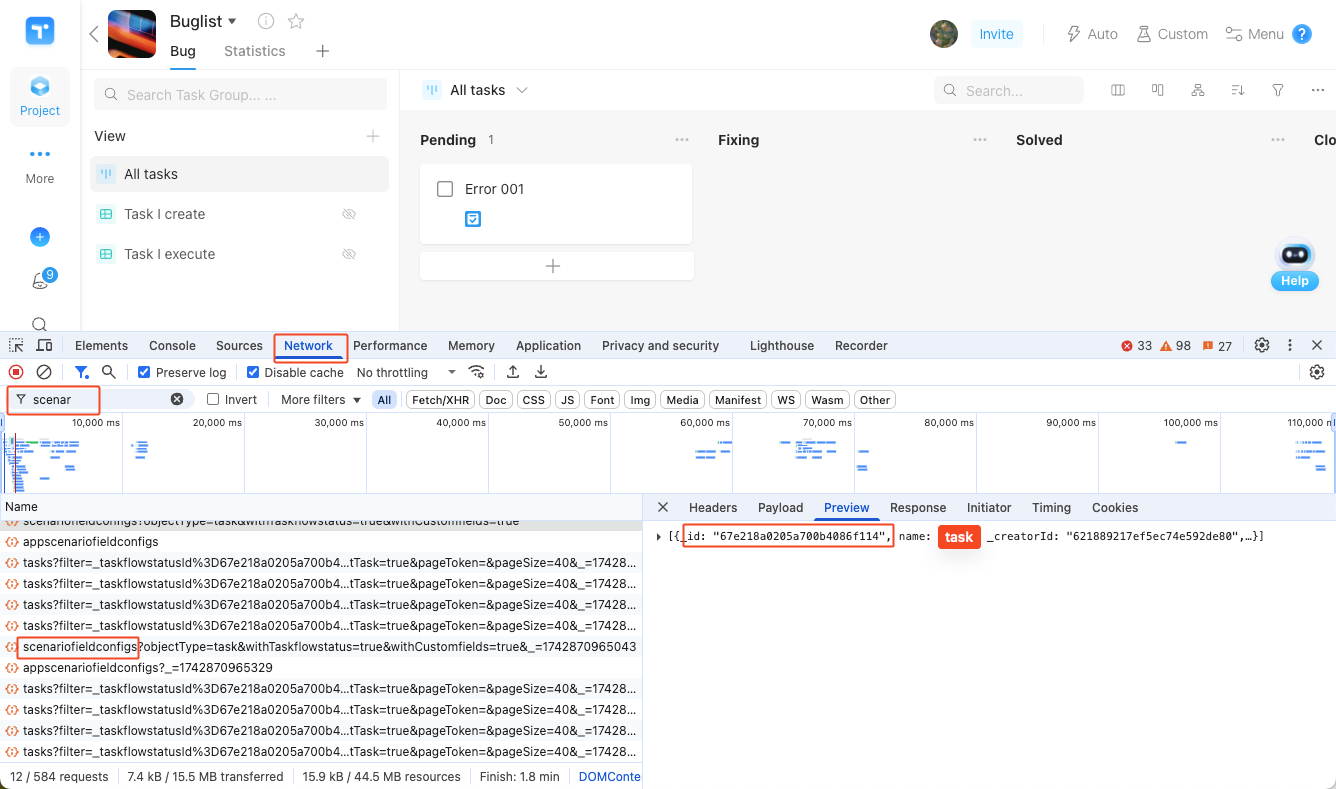 Buglist
Bug
Statistics
Invite
Auto
Custom
Menu
?
Project
More
9
Search Task Group... ...
View
All tasks
Task I create
Task I execute
All tasks
Search...
Pending 1
Fixing
Solved
Clo
Error 001
Help
Elements
Console
Sources
Network
Performance
Memory
Application
Privacy and security
Lighthouse
Recorder
33
98
27
Preserve log
Disable cache
No throttling
scenar
Invert
More filters
All
Fetch/XHR
Doc
CSS
JS
Font
Img
Media
Manifest
WS
Wasm
Other
10,000 ms
20,000 ms
30,000 ms
40,000 ms
50,000 ms
60,000 ms
70,000 ms
80,000 ms
90,000 ms
100,000 ms
110,000 m
Name
scenariofieldconfigs?objectType=task&withTaskflowstatus=true&withCustomfields=true
appscenariofieldconfigs
tasks?filter=_taskflowstatusId%3D67e218a0205a700b4...tTask=true&pageToken=&pageSize=40&_=17428...
tasks?filter=_taskflowstatusId%3D67e218a0205a700b4...tTask=true&pageToken=&pageSize=40&_=17428...
tasks?filter=_taskflowstatusId%3D67e218a0205a700b4...tTask=true&pageToken=&pageSize=40&_=17428...
tasks?filter=_taskflowstatusId%3D67e218a0205a700b4...tTask=true&pageToken=&pageSize=40&_=17428...
scenariofieldconfigs?objectType=task&withTaskflowstatus=true&withCustomfields=true&_=1742870965043
appscenariofieldconfigs?_=1742870965329
tasks?filter=_taskflowstatusId%3D67e218a0205a700b4...tTask=true&pageToken=&pageSize=40&_=17428...
tasks?filter=_taskflowstatusId%3D67e218a0205a700b4...tTask=true&pageToken=&pageSize=40&_=17428...
tasks?filter=_taskflowstatusId%3D67e218a0205a700b4...tTask=true&pageToken=&pageSize=40&_=17428...
tasks?filter=_taskflowstatusId%3D67e218a0205a700b4...tTask=true&pageToken=&pageSize=40&_=17428...
12 / 584 requests
7.4 kB / 15.5 MB transferred
15.9 kB / 44.5 MB resources
Finish: 1.8 min
DOMConte
Headers
Payload
Preview
Response
Initiator
Timing
Cookies
[{_id: "67e218a0205a700b4086f114", name: task _creatorId: "621889217ef5ec74e592de80",…}]